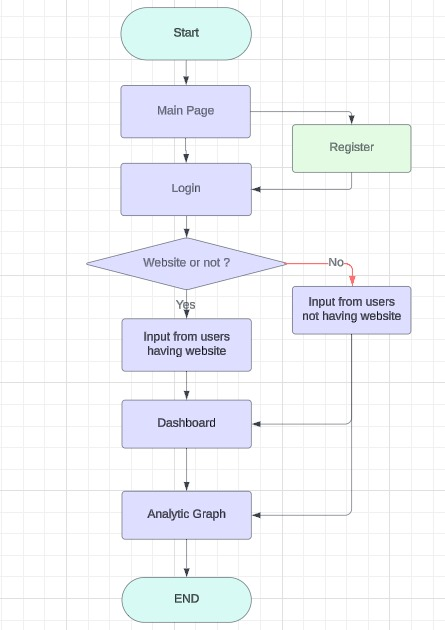 Start
Main Page
Register
Login
Website or not ?
No
Yes
Input from users
not having website
Input from users
having website
Dashboard
Analytic Graph
END